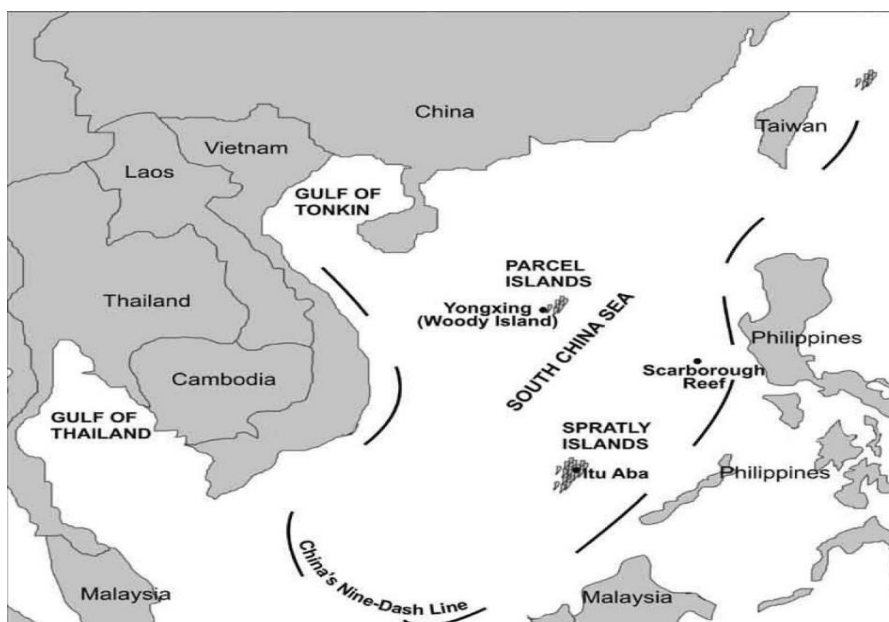 China
Taiwan
Vietnam
Laos
GULF OF
TONKIN
PARCEL
ISLANDS
Yongxing
(Woody Island)
SOUTH CHINA SEA
Thailand
Philippines
Scarborough
Reef
Cambodia
GULF OF
THAILAND
SPRATLY
ISLANDS
Itu Aba
Philippines
China's Nine-Dash Line
Malaysia
Malaysia